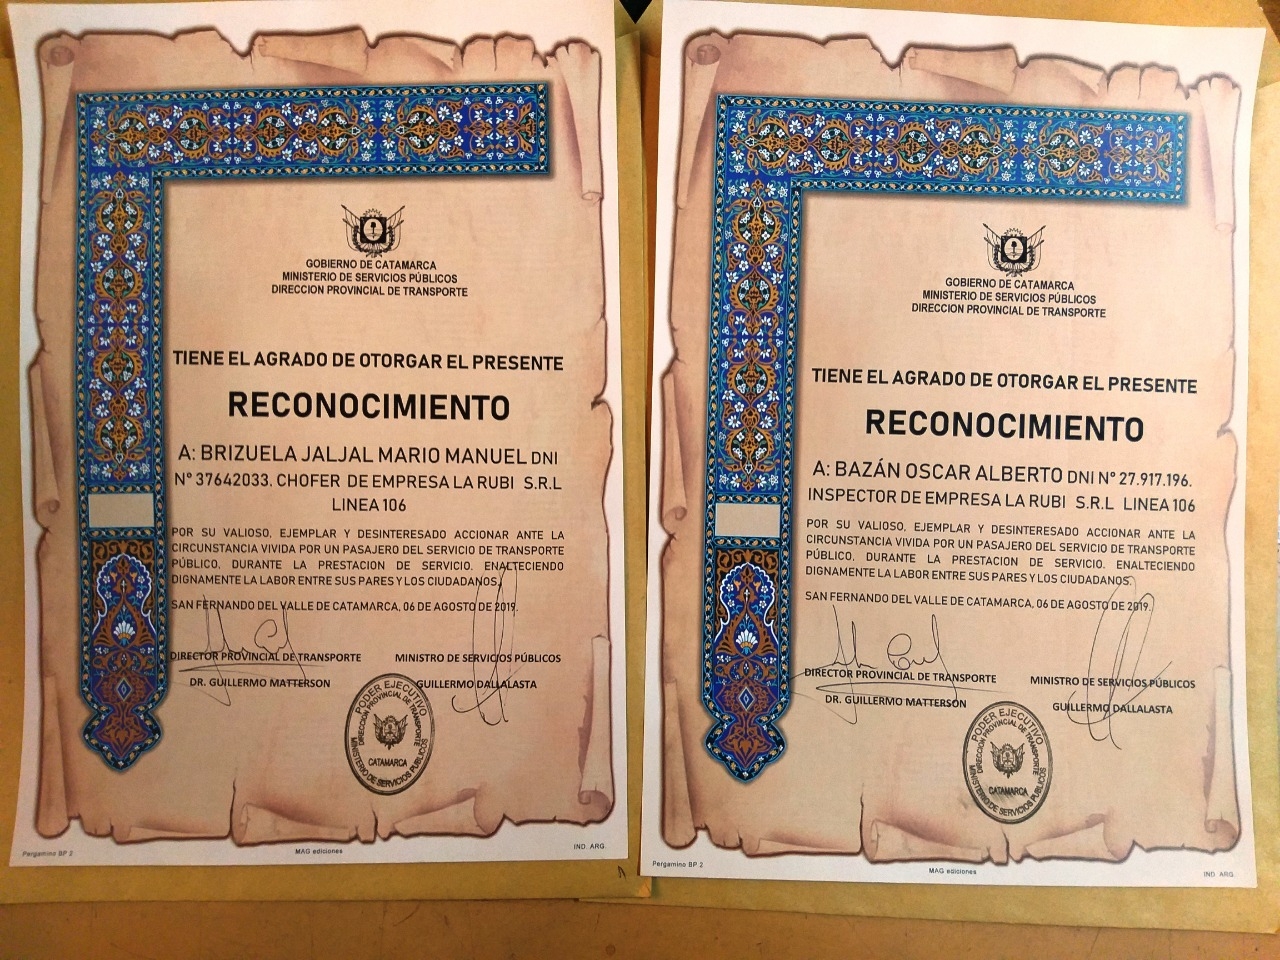 GOBIERNO DE CATAMARCA
MINISTERIO DE SERVICIOS PÚBLICOS
DIRECCION PROVINCIAL DE TRANSPORTE
TIENE EL AGRADO DE OTORGAR EL PRESENTE
RECONOCIMIENTO
A: BRIZUELA JALJAL MARIO MANUEL DNI
N° 37642033. CHOFER DE EMPRESA LA RUBI S.R.L
LINEA 106
POR SU VALIOSO, EJEMPLAR Y DESINTERESADO ACCIONAR ANTE LA
CIRCUNSTANCIA VIVIDA POR UN PASAJERO DEL SERVICIO DE TRANSPORTE
PÚBLICO, DURANTE LA PRESTACION DE SERVICIO. ENALTECIENDO
DIGNAMENTE LA LABOR ENTRE SUS PARES Y LOS CIUDADANOS.
SAN FERNANDO DEL VALLE DE CATAMARCA, 06 DE AGOSTO DE 2019.
DIRECTOR PROVINCIAL DE TRANSPORTE MINISTRO DE SERVICIOS PÚBLICOS
DR. GUILLERMO MATTERSON GUILLERMO DALLALASTA
PODER EJECUTIVO
DIRECCIÓN PROVINCIAL DE TRANSPORTE
CATAMARCA
MINISTERIO DE SERVICIOS PÚBLICOS
Pergamino BP 2 MAG ediciones IND. ARG.
GOBIERNO DE CATAMARCA
MINISTERIO DE SERVICIOS PÚBLICOS
DIRECCION PROVINCIAL DE TRANSPORTE
TIENE EL AGRADO DE OTORGAR EL PRESENTE
RECONOCIMIENTO
A: BAZÁN OSCAR ALBERTO DNI N° 27.917.196.
INSPECTOR DE EMPRESA LA RUBI S.R.L LINEA 106
POR SU VALIOSO, EJEMPLAR Y DESINTERESADO ACCIONAR ANTE LA
CIRCUNSTANCIA VIVIDA POR UN PASAJERO DEL SERVICIO DE TRANSPORTE
PÚBLICO, DURANTE LA PRESTACION DE SERVICIO. ENALTECIENDO
DIGNAMENTE LA LABOR ENTRE SUS PARES Y LOS CIUDADANOS.
SAN FERNANDO DEL VALLE DE CATAMARCA, 06 DE AGOSTO DE 2019.
DIRECTOR PROVINCIAL DE TRANSPORTE MINISTRO DE SERVICIOS PÚBLICOS
DR. GUILLERMO MATTERSON GUILLERMO DALLALASTA
PODER EJECUTIVO
DIRECCIÓN PROVINCIAL DE TRANSPORTE
CATAMARCA
MINISTERIO DE SERVICIOS PÚBLICOS
Pergamino BP 2 MAG ediciones IND. ARG.